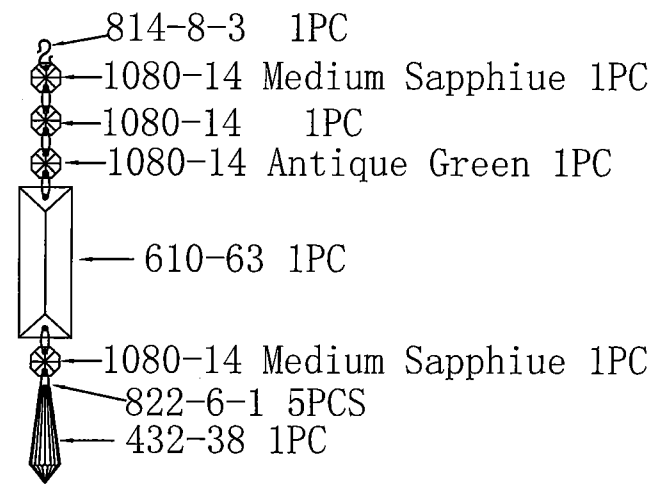 814-8-3 1PC
1080-14 Medium Sapphiue 1PC
1080-14 1PC
1080-14 Antique Green 1PC
610-63 1PC
1080-14 Medium Sapphiue 1PC
822-6-1 5PCS
432-38 1PC